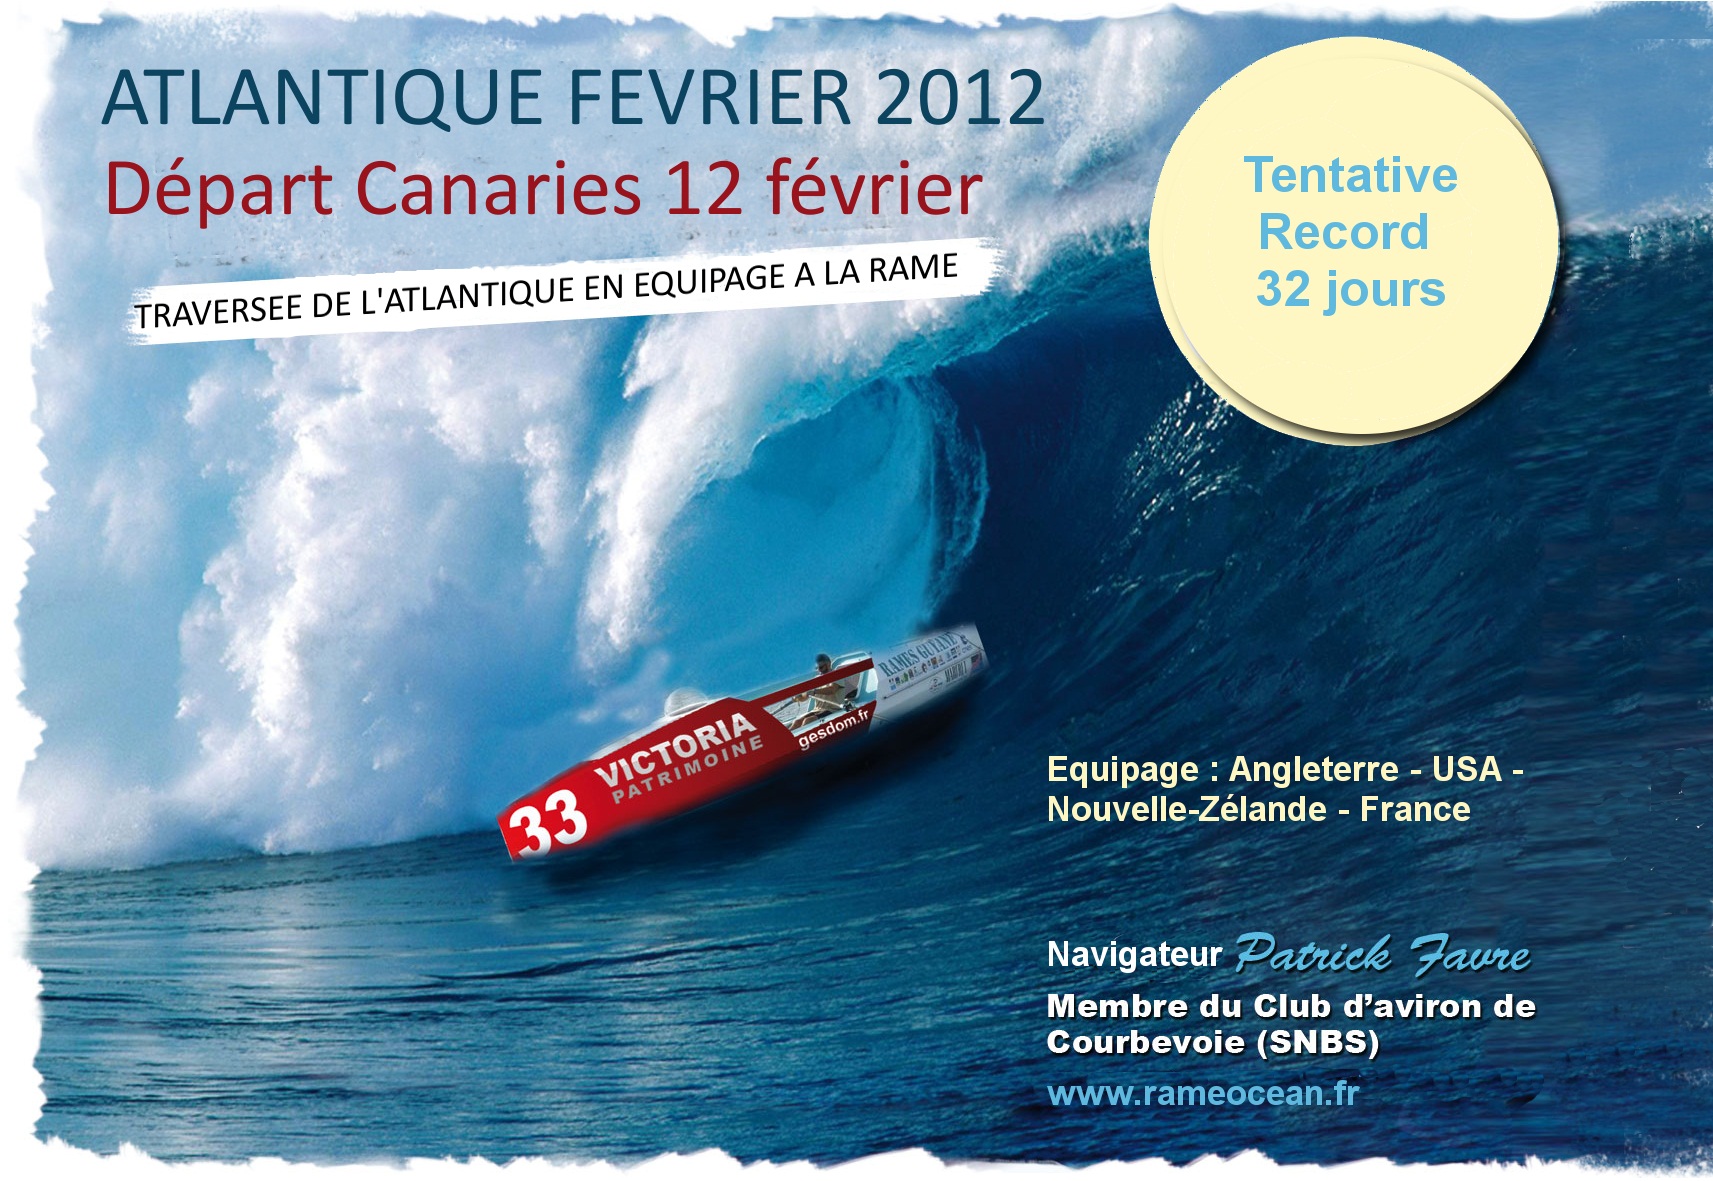 ATLANTIQUE FEVRIER 2012
Départ Canaries 12 février
TRAVERSEE DE L'ATLANTIQUE EN EQUIPAGE A LA RAME
Tentative
Record
32 jours
RAMES GUYANE
VICTORIA
PATRIMOINE
gesdom.fr
33
Equipage : Angleterre - USA -
Nouvelle-Zélande - France
Navigateur Patrick Favre
Membre du Club d’aviron de
Courbevoie (SNBS)
www.rameocean.fr